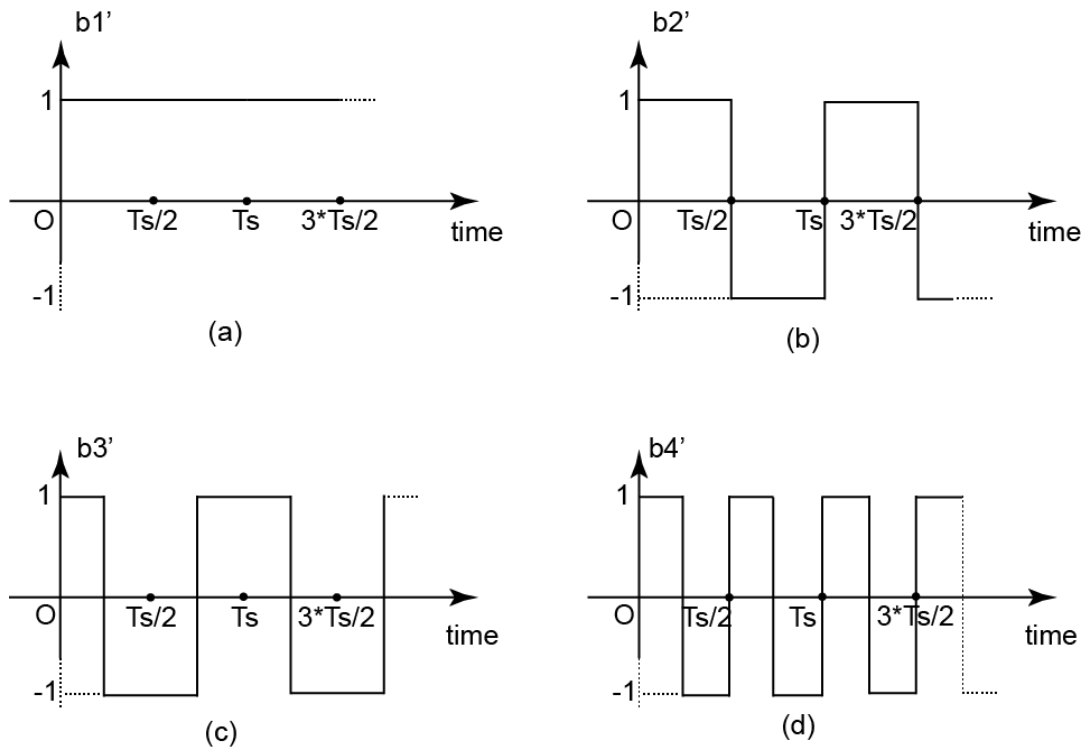 b1’
1
O
Ts/2
Ts
3*Ts/2
time
-1
(a)
b2’
1
O
Ts/2
Ts
3*Ts/2
time
-1
(b)
b3’
1
O
Ts/2
Ts
3*Ts/2
time
-1
(c)
b4’
1
O
Ts/2
Ts
3*Ts/2
time
-1
(d)